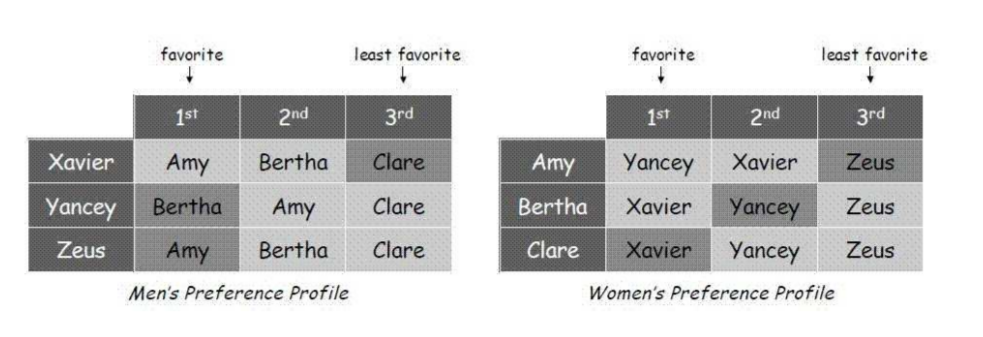 favorite least favorite favorite least favorite
1st 2nd 3rd 1st 2nd 3rd
Xavier Amy Bertha Clare Amy Yancey Xavier Zeus
Yancey Bertha Amy Clare Bertha Xavier Yancey Zeus
Zeus Amy Bertha Clare Clare Xavier Yancey Zeus
Men's Preference Profile Women's Preference Profile